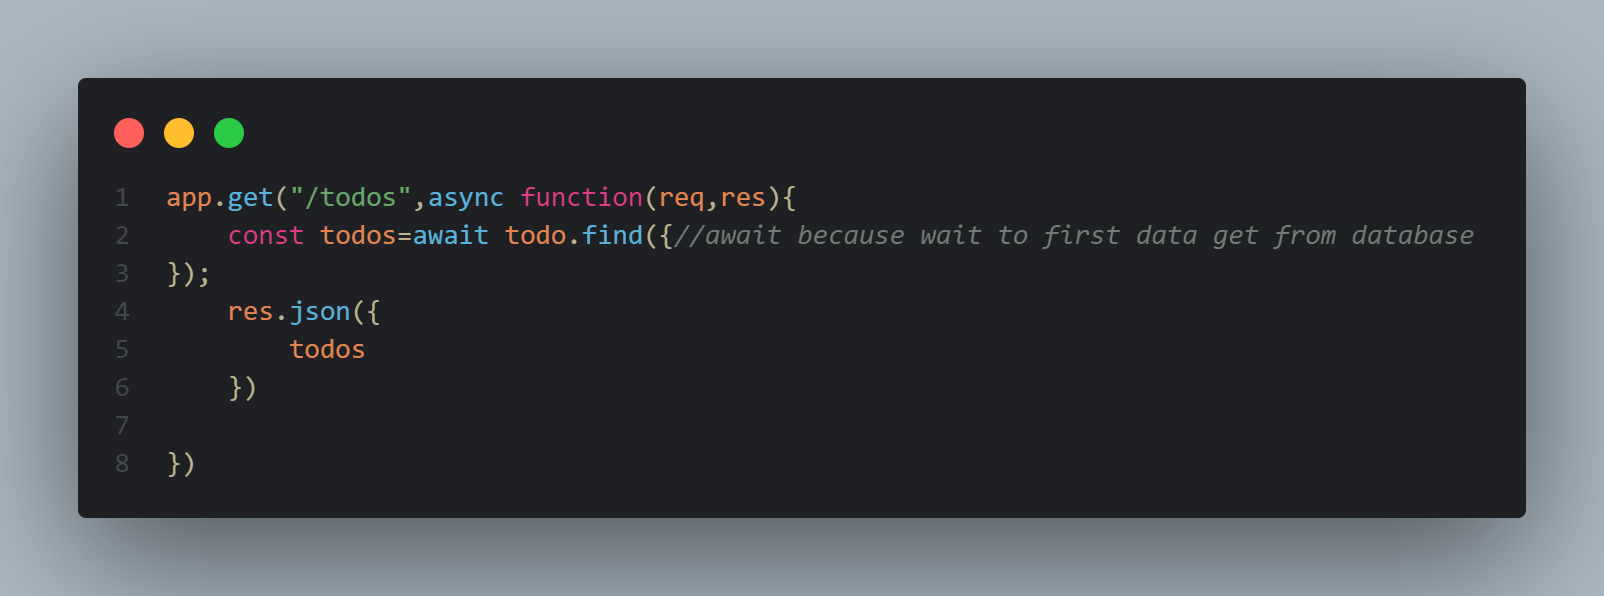 1 app.get("/todos",async function(req,res){
2     const todos=await todo.find({//await because wait to first data get from database
3 });
4     res.json({
5         todos
6     })
7
8 })